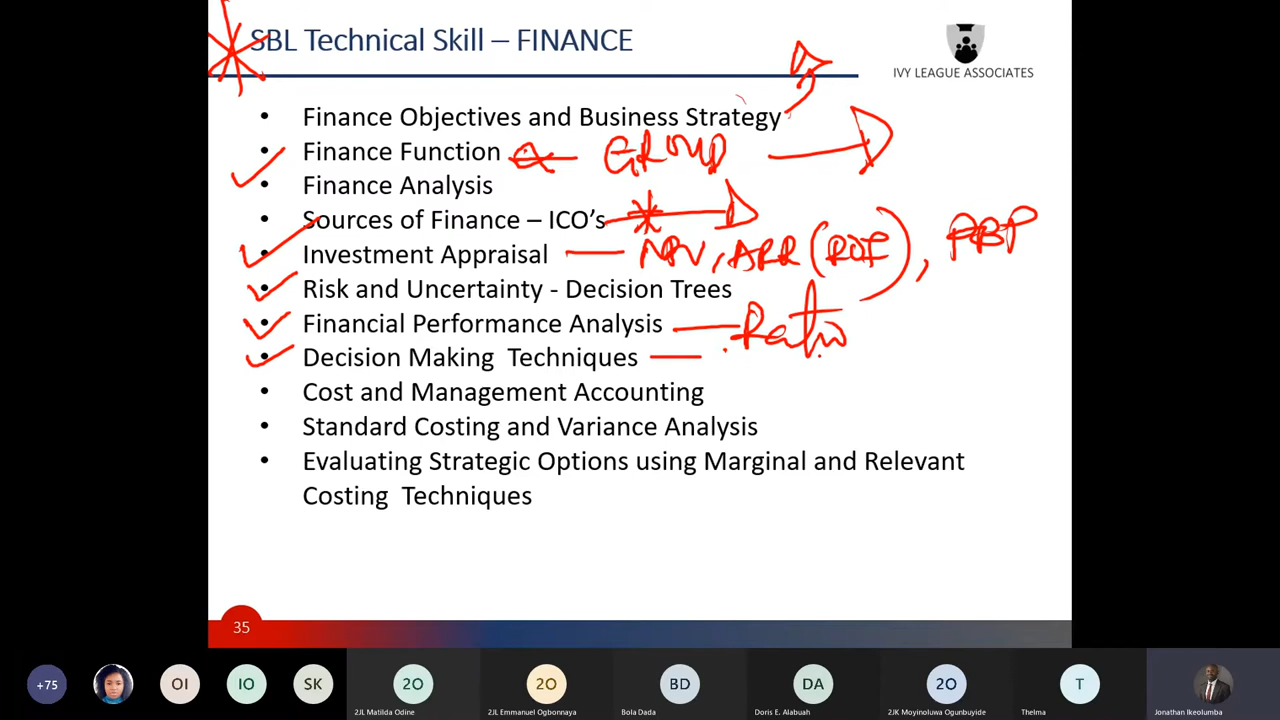 SBL Technical Skill – FINANCE
IVY LEAGUE ASSOCIATES
• Finance Objectives and Business Strategy
• Finance Function GROUP
• Finance Analysis
• Sources of Finance – ICO’s
• Investment Appraisal — NPV, ARR (ROI), PBP
• Risk and Uncertainty - Decision Trees
• Financial Performance Analysis — Ratio
• Decision Making Techniques —
• Cost and Management Accounting
• Standard Costing and Variance Analysis
• Evaluating Strategic Options using Marginal and Relevant
Costing Techniques
35
+75 OI IO SK 2O 2O BD DA 2O T
2JL Matilda Odine 2JL Emmanuel Ogbonnaya Bola Dada Doris E. Alabuah 2JK Moyinoluwa Ogunbuyide Thelma Jonathan Ikeolumba